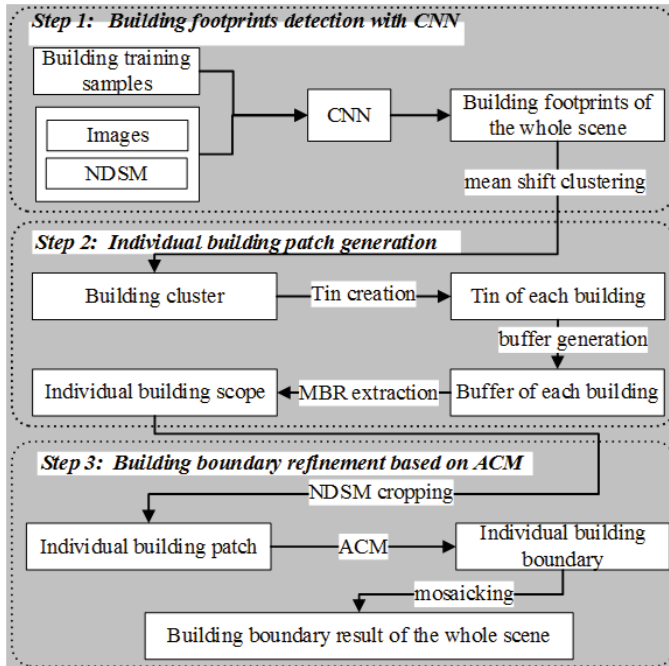 Step 1: Building footprints detection with CNN
Building training
samples
Images
NDSM
CNN
Building footprints of
the whole scene
mean shift clustering
Step 2: Individual building patch generation
Building cluster
Tin creation
Tin of each building
buffer generation
Individual building scope
MBR extraction
Buffer of each building
Step 3: Building boundary refinement based on ACM
NDSM cropping
Individual building patch
ACM
Individual building
boundary
mosaicking
Building boundary result of the whole scene